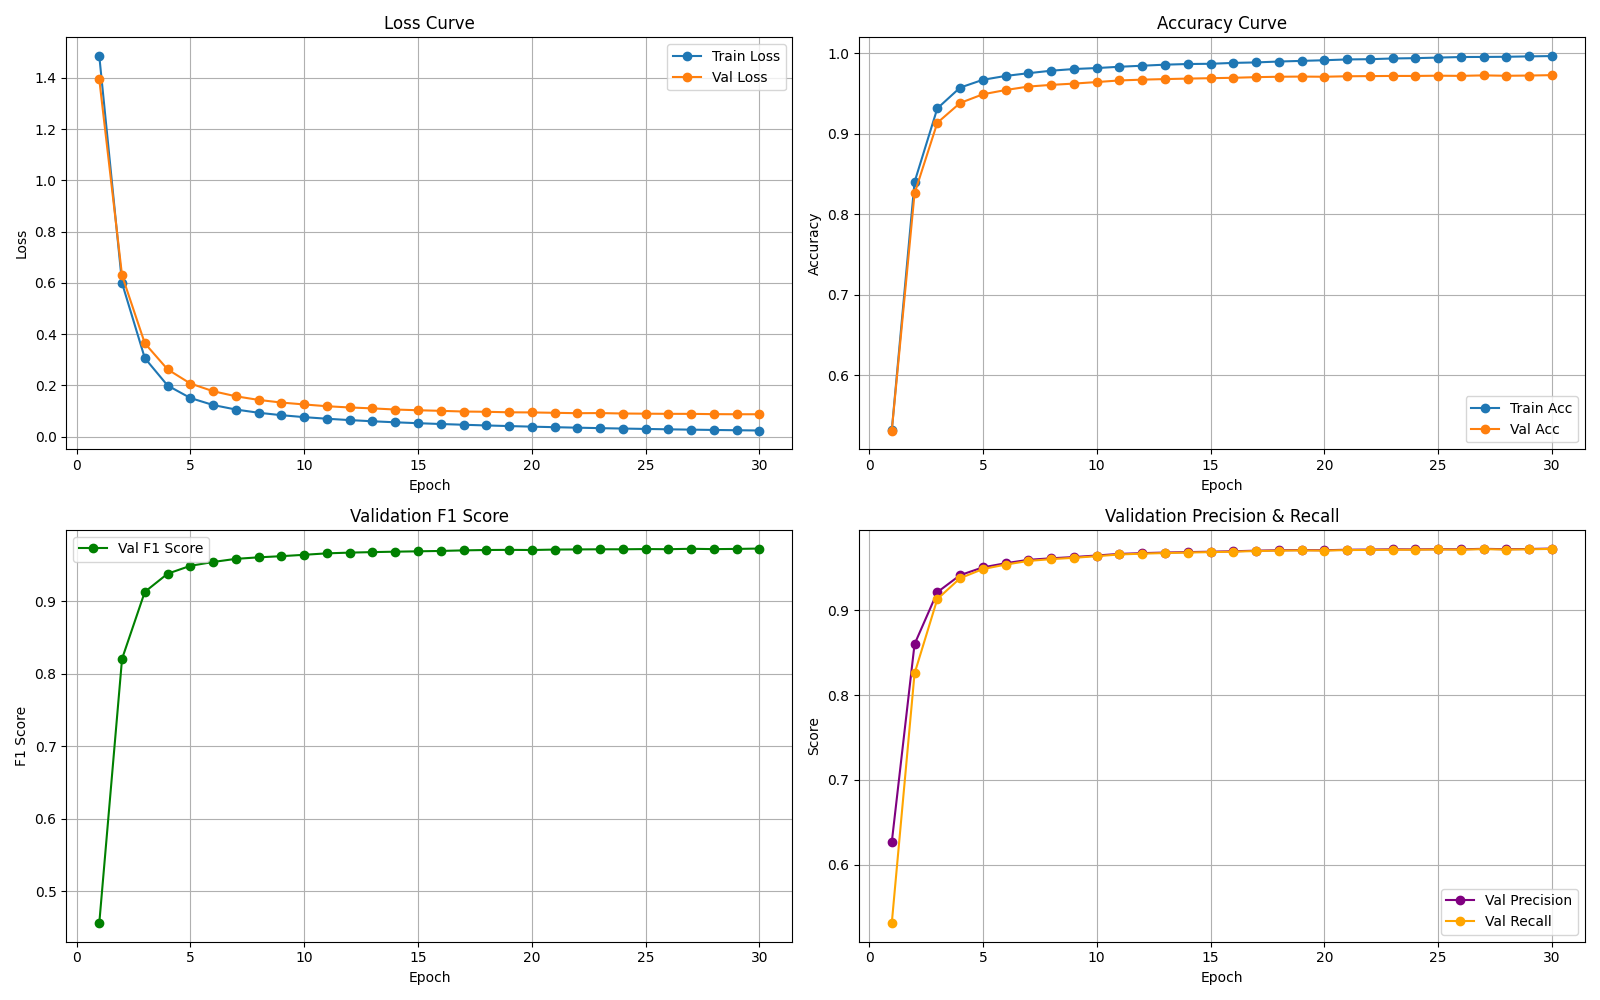 Loss Curve
Train Loss
Val Loss
1.4
1.2
1.0
0.8
0.6
0.4
0.2
0.0
Loss
0 5 10 15 20 25 30
Epoch
Accuracy Curve
1.0
0.9
0.8
0.7
0.6
Accuracy
Train Acc
Val Acc
0 5 10 15 20 25 30
Epoch
Validation F1 Score
Val F1 Score
0.9
0.8
0.7
0.6
0.5
F1 Score
0 5 10 15 20 25 30
Epoch
Validation Precision & Recall
0.9
0.8
0.7
0.6
Score
Val Precision
Val Recall
0 5 10 15 20 25 30
Epoch